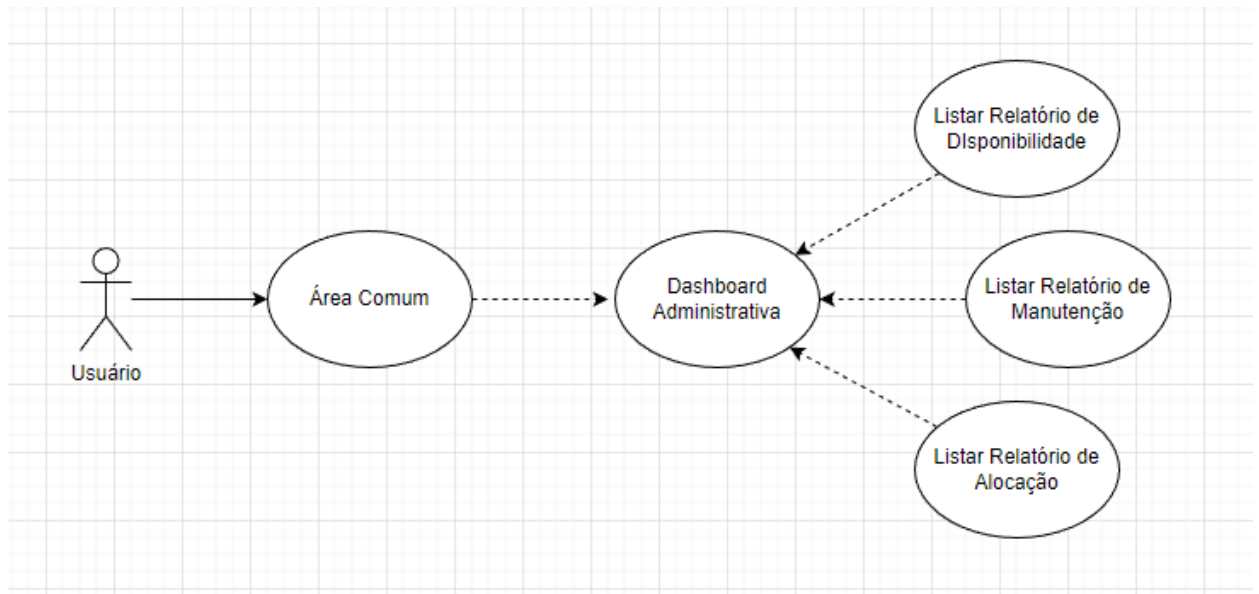 Listar Relatório de
DIsponibilidade
Área Comum
Dashboard
Administrativa
Listar Relatório de
Manutenção
Usuário
Listar Relatório de
Alocação